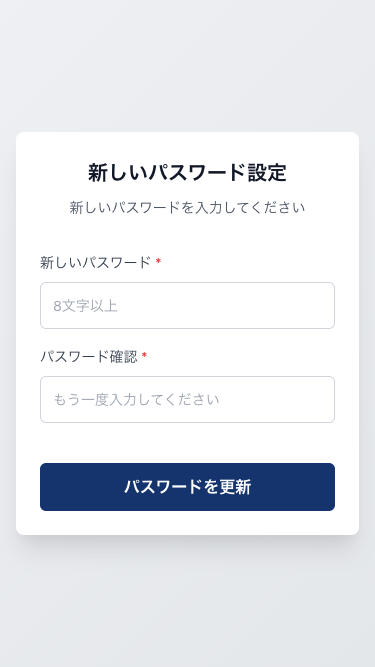 新しいパスワード設定
新しいパスワードを入力してください
新しいパスワード *
8文字以上
パスワード確認 *
もう一度入力してください
パスワードを更新